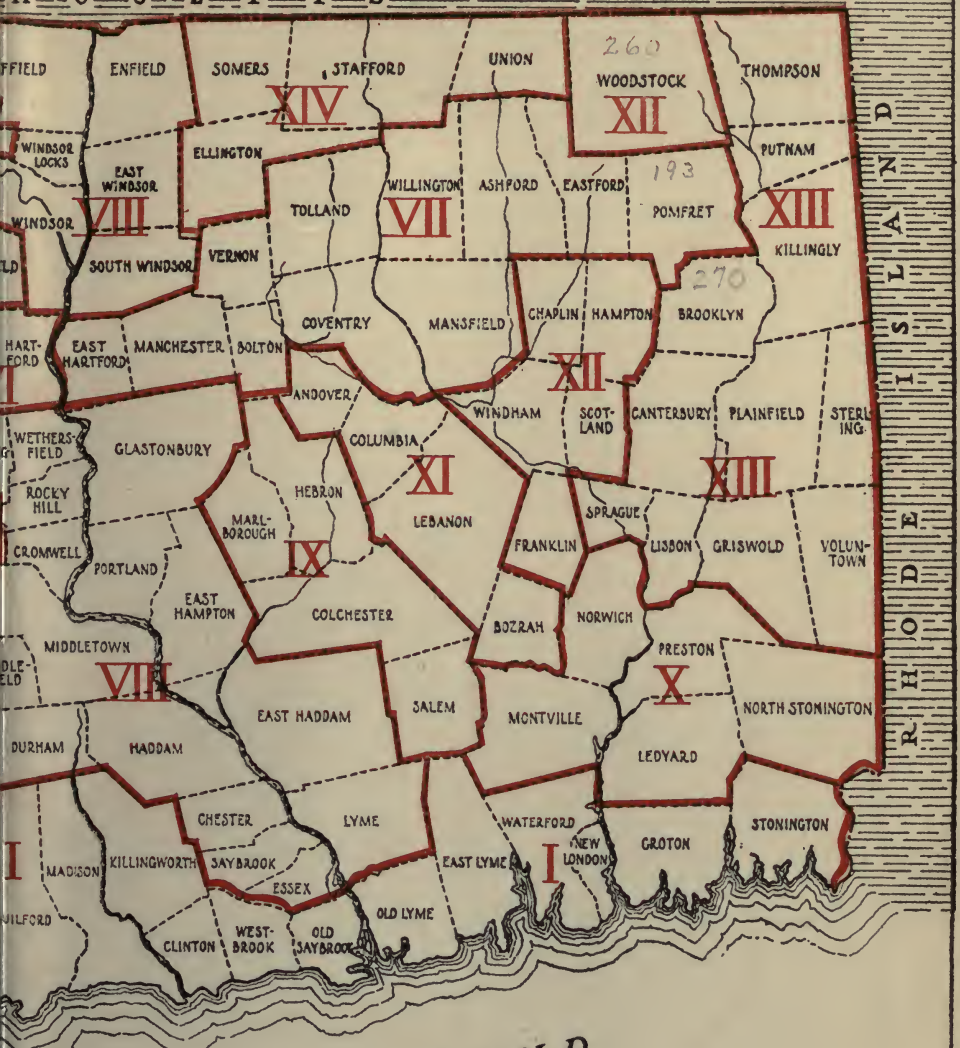 ENFIELD
SOMERS
STAFFORD
UNION
260
WOODSTOCK
THOMPSON
XIV
XII
WINDSOR
LOCKS
EAST
WINDSOR
ELLINGTON
PUTNAM
WILLINGTON
ASHFORD
EASTFORD
193
POMFRET
TOLLAND
VII
XIII
WINDSOR
VIII
KILLINGLY
SOUTH WINDSOR
VERNON
270
BROOKLYN
CHAPLIN
HAMPTON
COVENTRY
MANSFIELD
HART-
FORD
EAST
HARTFORD
MANCHESTER
BOLTON
XII
ANDOVER
WINDHAM
SCOT-
LAND
CANTERBURY
PLAINFIELD
STERL-
ING
WETHERS-
FIELD
GLASTONBURY
COLUMBIA
XI
XIII
ROCKY
HILL
HEBRON
LEBANON
MARL-
BOROUGH
SPRAGUE
CROMWELL
PORTLAND
IX
FRANKLIN
LISBON
GRISWOLD
VOLUN-
TOWN
EAST
HAMPTON
COLCHESTER
BOZRAH
NORWICH
MIDDLETOWN
PRESTON
VIII
X
EAST HADDAM
SALEM
MONTVILLE
NORTH STONINGTON
DURHAM
HADDAM
LEDYARD
CHESTER
LYME
WATERFORD
STONINGTON
NEW
LONDON
GROTON
I
MADISON
KILLINGWORTH
SAYBROOK
EAST LYME
I
ESSEX
OLD LYME
CLINTON
WEST-
BROOK
OLD
SAYBROOK
RHODE ISLAND